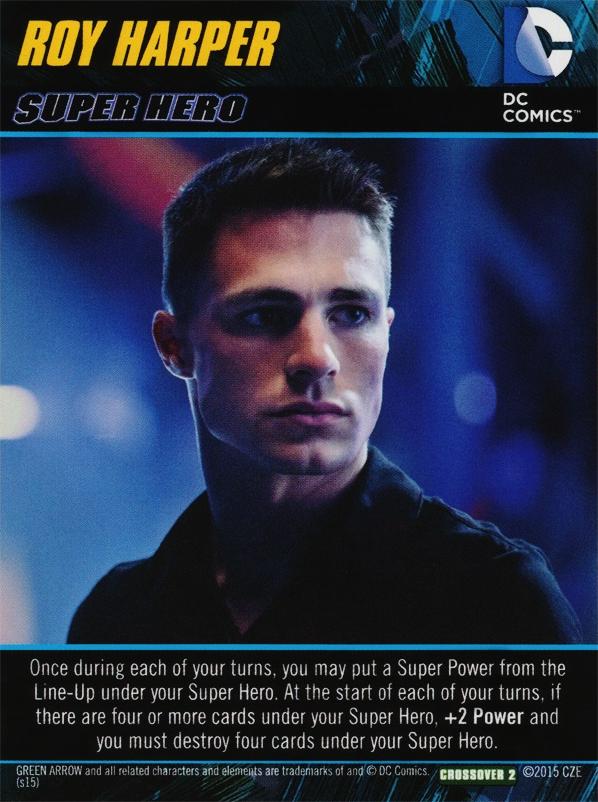 ROY HARPER
SUPER HERO
DC
COMICS™
Once during each of your turns, you may put a Super Power from the
Line-Up under your Super Hero. At the start of each of your turns, if
there are four or more cards under your Super Hero, +2 Power and
you must destroy four cards under your Super Hero.
GREEN ARROW and all related characters and elements are trademarks of and © DC Comics.
(s15)
CROSSOVER 2 ©2015 CZE